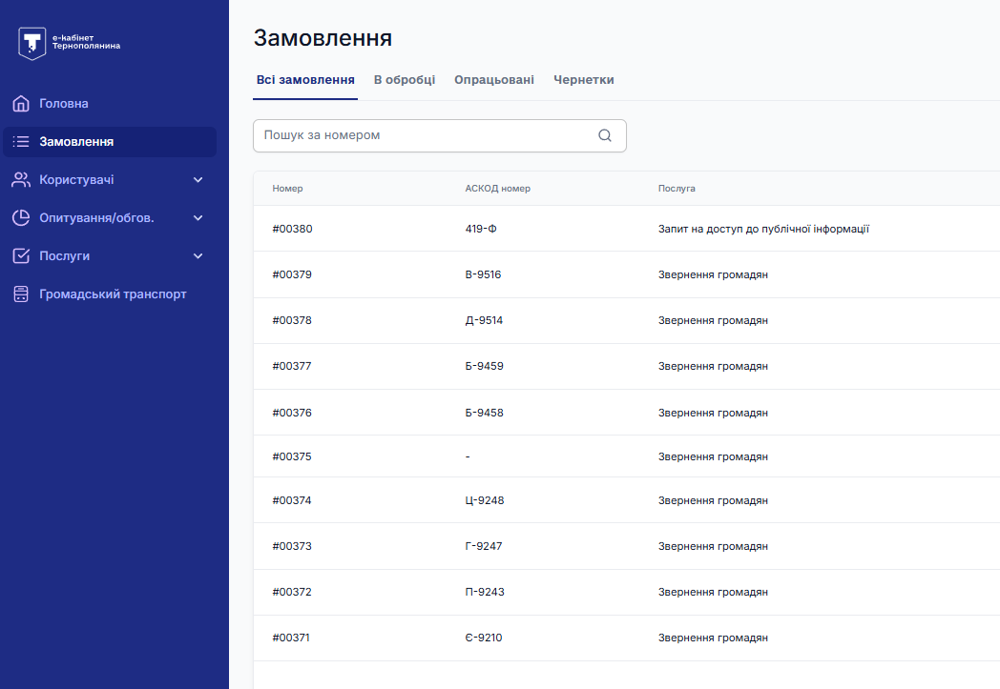 е-кабінет
Тернополянина
Головна
Замовлення
Користувачі
Опитування/обгов.
Послуги
Громадський транспорт
Замовлення
Всі замовлення В обробці Опрацьовані Чернетки
Пошук за номером
Номер АСКОД номер Послуга
#00380 419-Ф Запит на доступ до публічної інформації
#00379 В-9516 Звернення громадян
#00378 Д-9514 Звернення громадян
#00377 Б-9459 Звернення громадян
#00376 Б-9458 Звернення громадян
#00375 - Звернення громадян
#00374 Ц-9248 Звернення громадян
#00373 Г-9247 Звернення громадян
#00372 П-9243 Звернення громадян
#00371 Є-9210 Звернення громадян